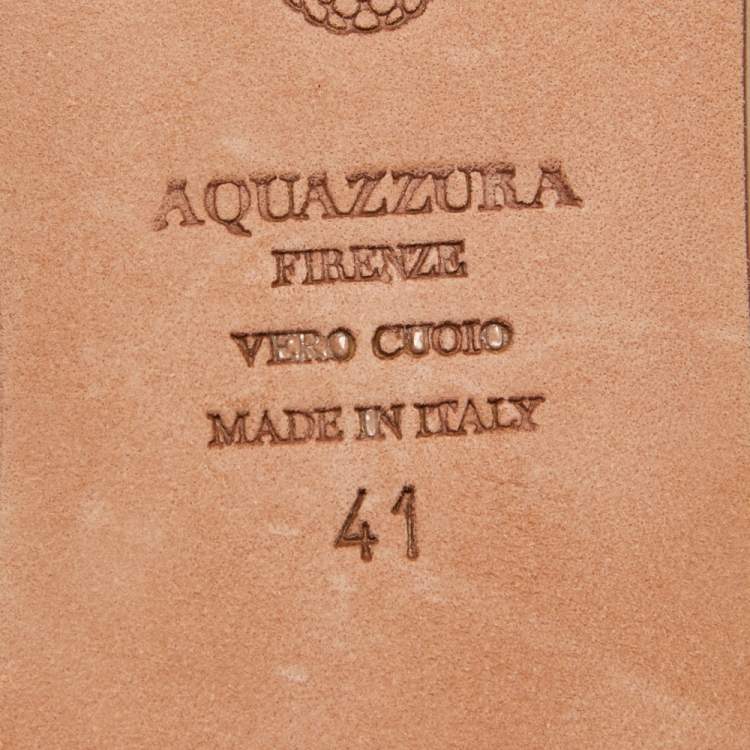 AQUAZZURA
FIRENZE
VERO CUOIO
MADE IN ITALY
41